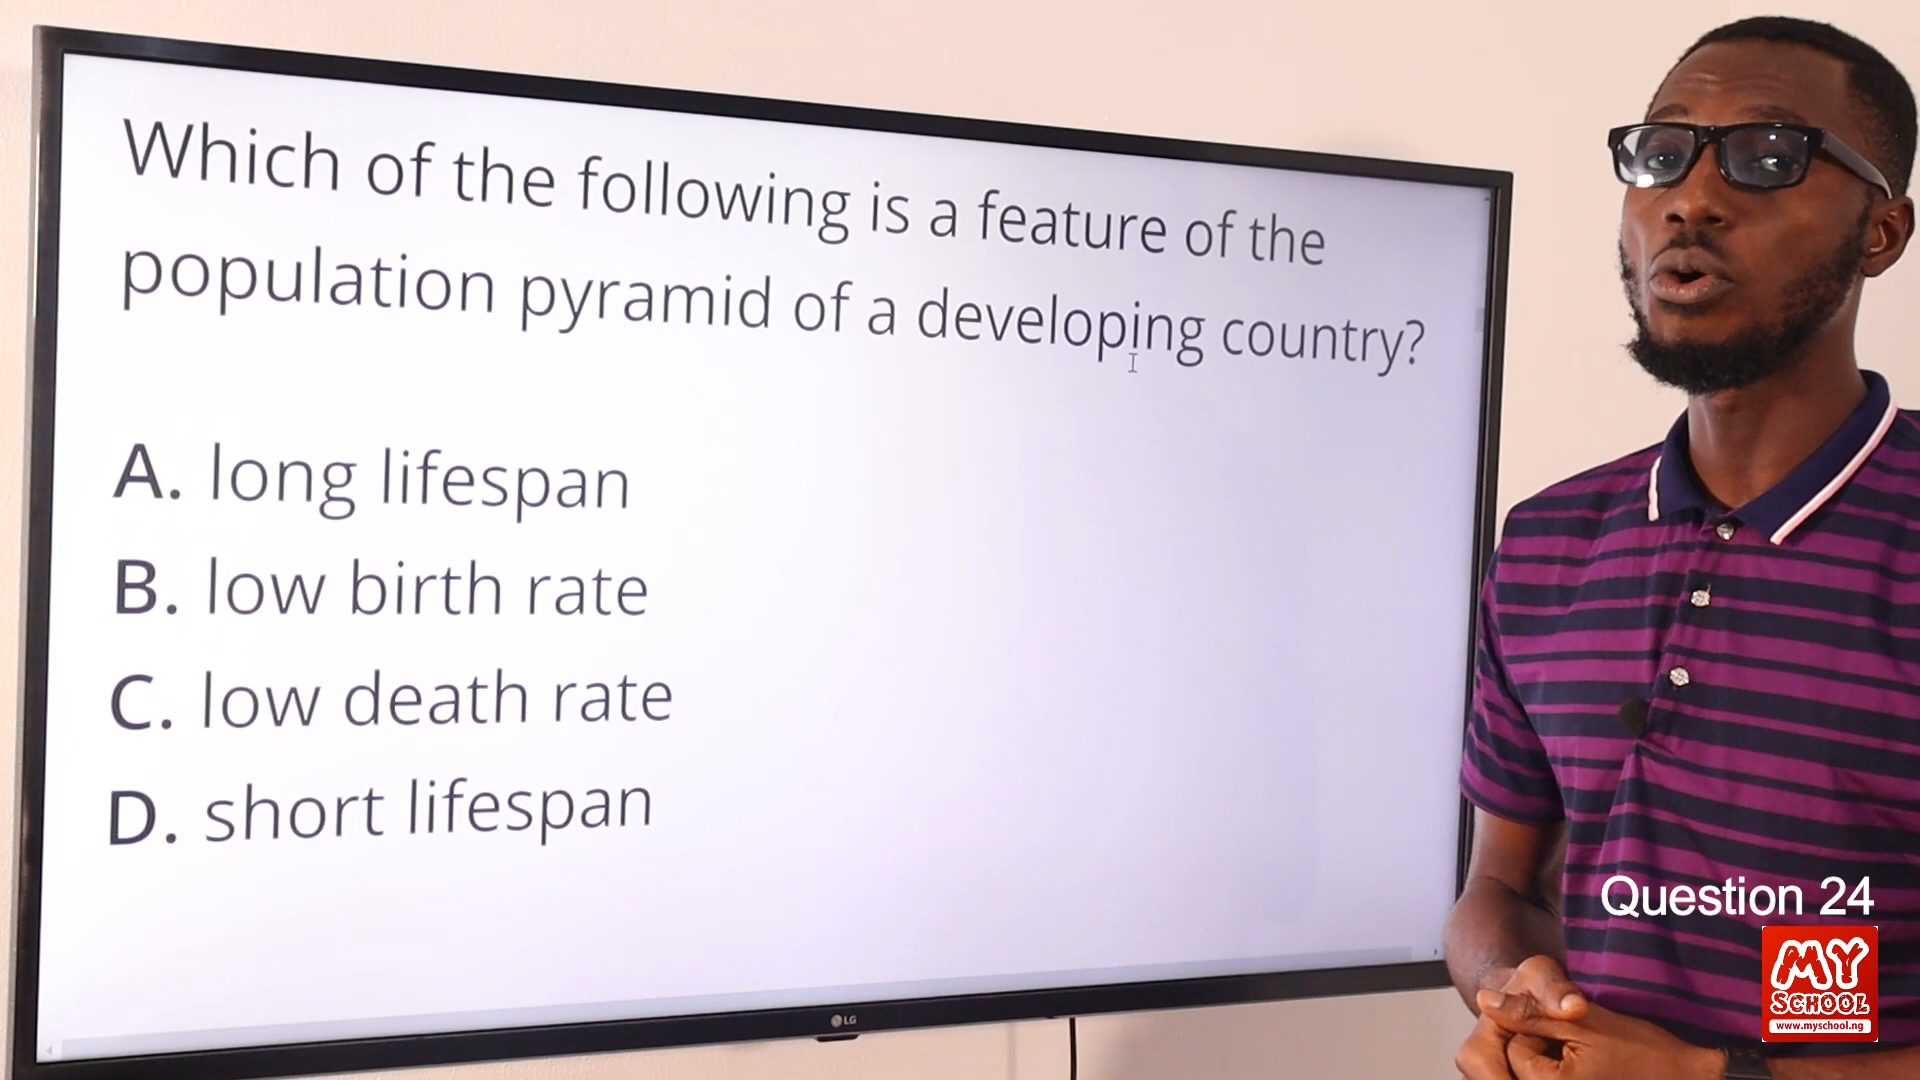 Which of the following is a feature of the
population pyramid of a developing country?
A. long lifespan
B. low birth rate
C. low death rate
D. short lifespan
LG
Question 24
MY
SCHOOL
www.myschool.ng